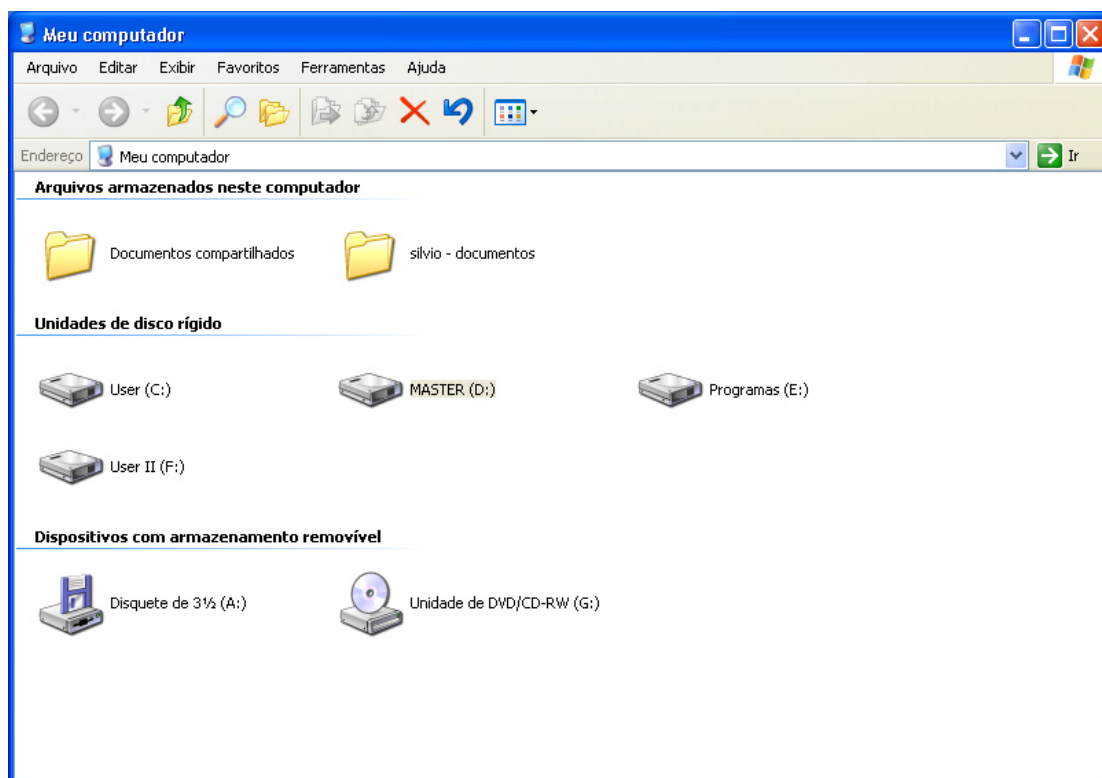 Meu computador
Arquivo Editar Exibir Favoritos Ferramentas Ajuda
Endereço Meu computador Ir
Arquivos armazenados neste computador
Documentos compartilhados silvio - documentos
Unidades de disco rígido
User (C:) MASTER (D:) Programas (E:)
User II (F:)
Dispositivos com armazenamento removível
Disquete de 3½ (A:) Unidade de DVD/CD-RW (G:)